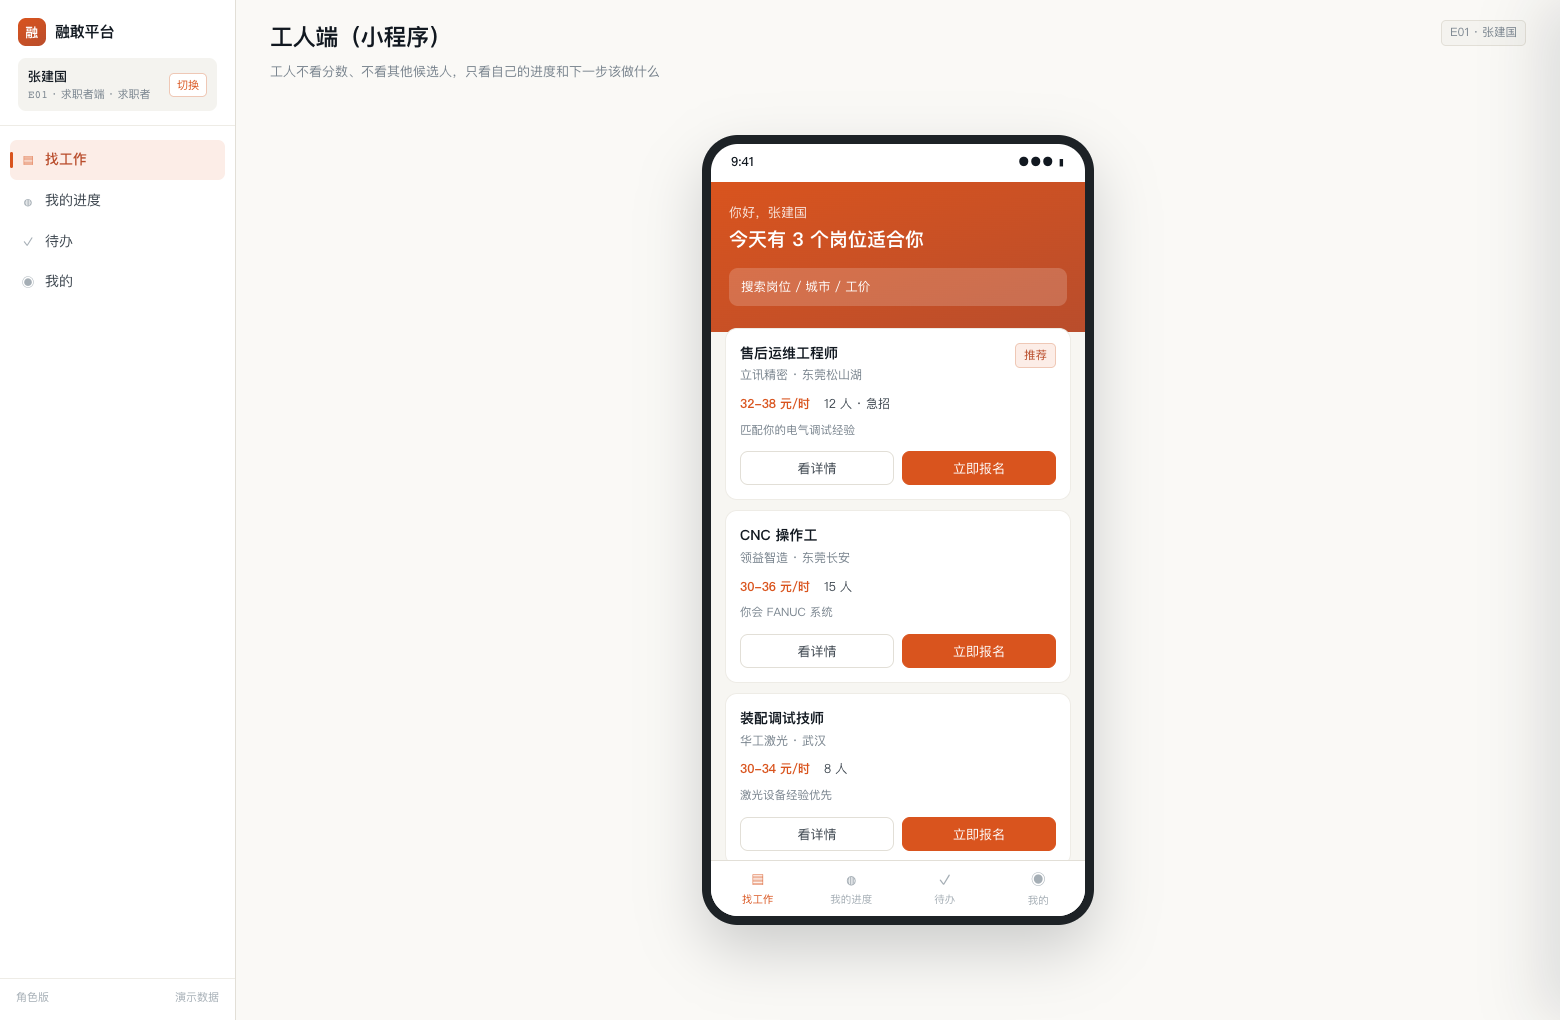 融 融敢平台
张建国
E01 · 求职者端 · 求职者
切换
找工作
我的进度
待办
我的
角色版
演示数据
工人端（小程序）
工人不看分数、不看其他候选人，只看自己的进度和下一步该做什么
E01 · 张建国
9:41
你好，张建国
今天有 3 个岗位适合你
搜索岗位 / 城市 / 工价
售后运维工程师
推荐
立讯精密 · 东莞松山湖
32–38 元/时 12 人 · 急招
匹配你的电气调试经验
看详情 立即报名
CNC 操作工
领益智造 · 东莞长安
30–36 元/时 15 人
你会 FANUC 系统
看详情 立即报名
装配调试技师
华工激光 · 武汉
30–34 元/时 8 人
激光设备经验优先
看详情 立即报名
找工作 我的进度 待办 我的